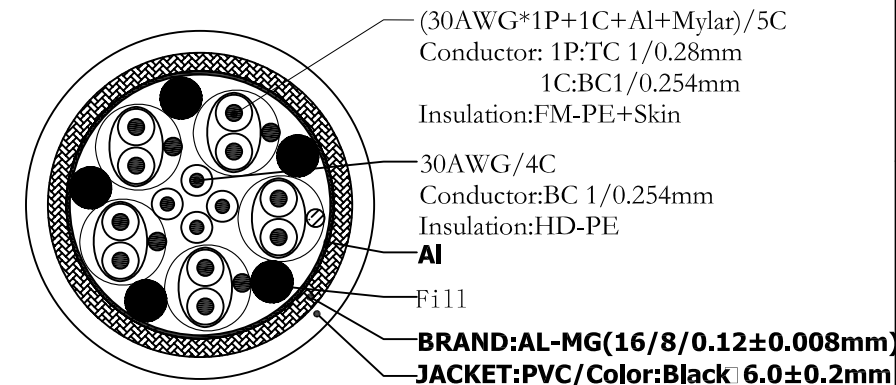 (30AWG*1P+1C+Al+Mylar)/5C
Conductor: 1P:TC 1/0.28mm
1C:BC1/0.254mm
Insulation:FM-PE+Skin
30AWG/4C
Conductor:BC 1/0.254mm
Insulation:HD-PE
Al
Fill
BRAND:AL-MG(16/8/0.12±0.008mm)
JACKET:PVC/Color:Black□ 6.0±0.2mm